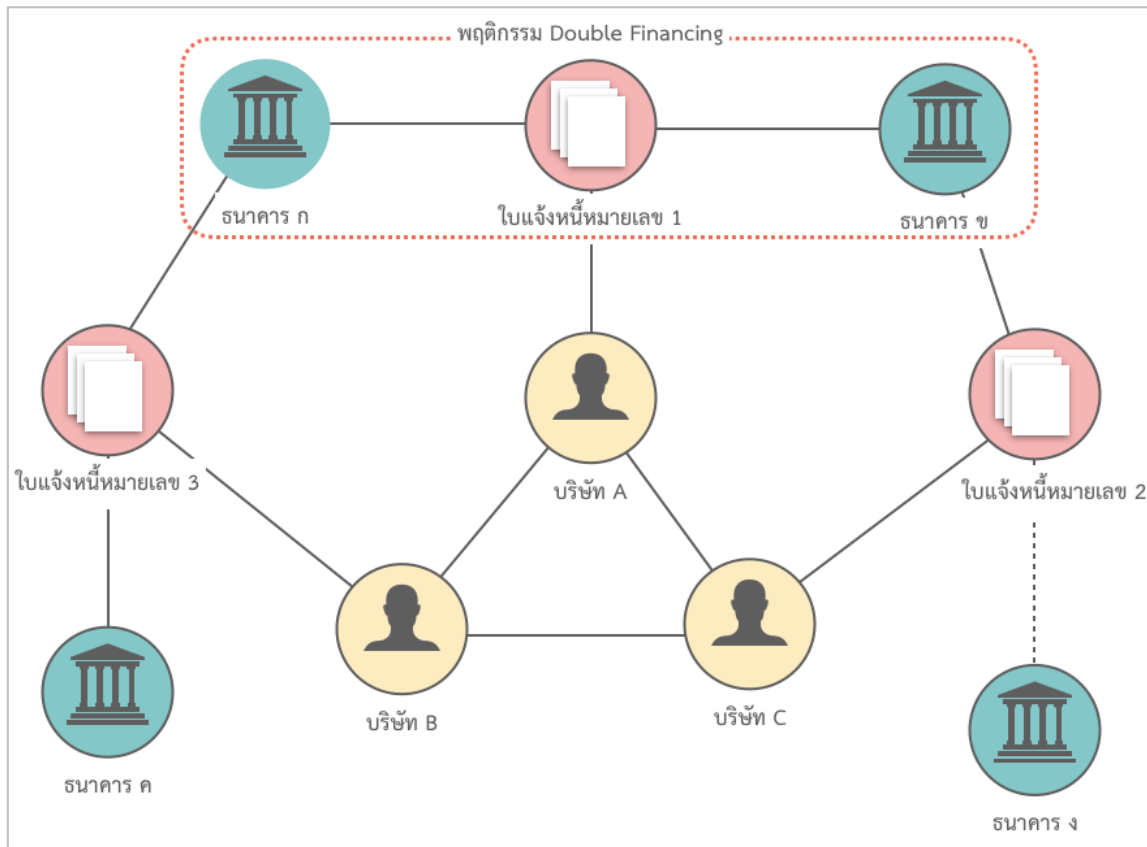 พฤติกรรม Double Financing
ธนาคาร ก
ใบแจ้งหนี้หมายเลข 1
ธนาคาร ข
ใบแจ้งหนี้หมายเลข 3
บริษัท A
ใบแจ้งหนี้หมายเลข 2
บริษัท B
บริษัท C
ธนาคาร ค
ธนาคาร ง